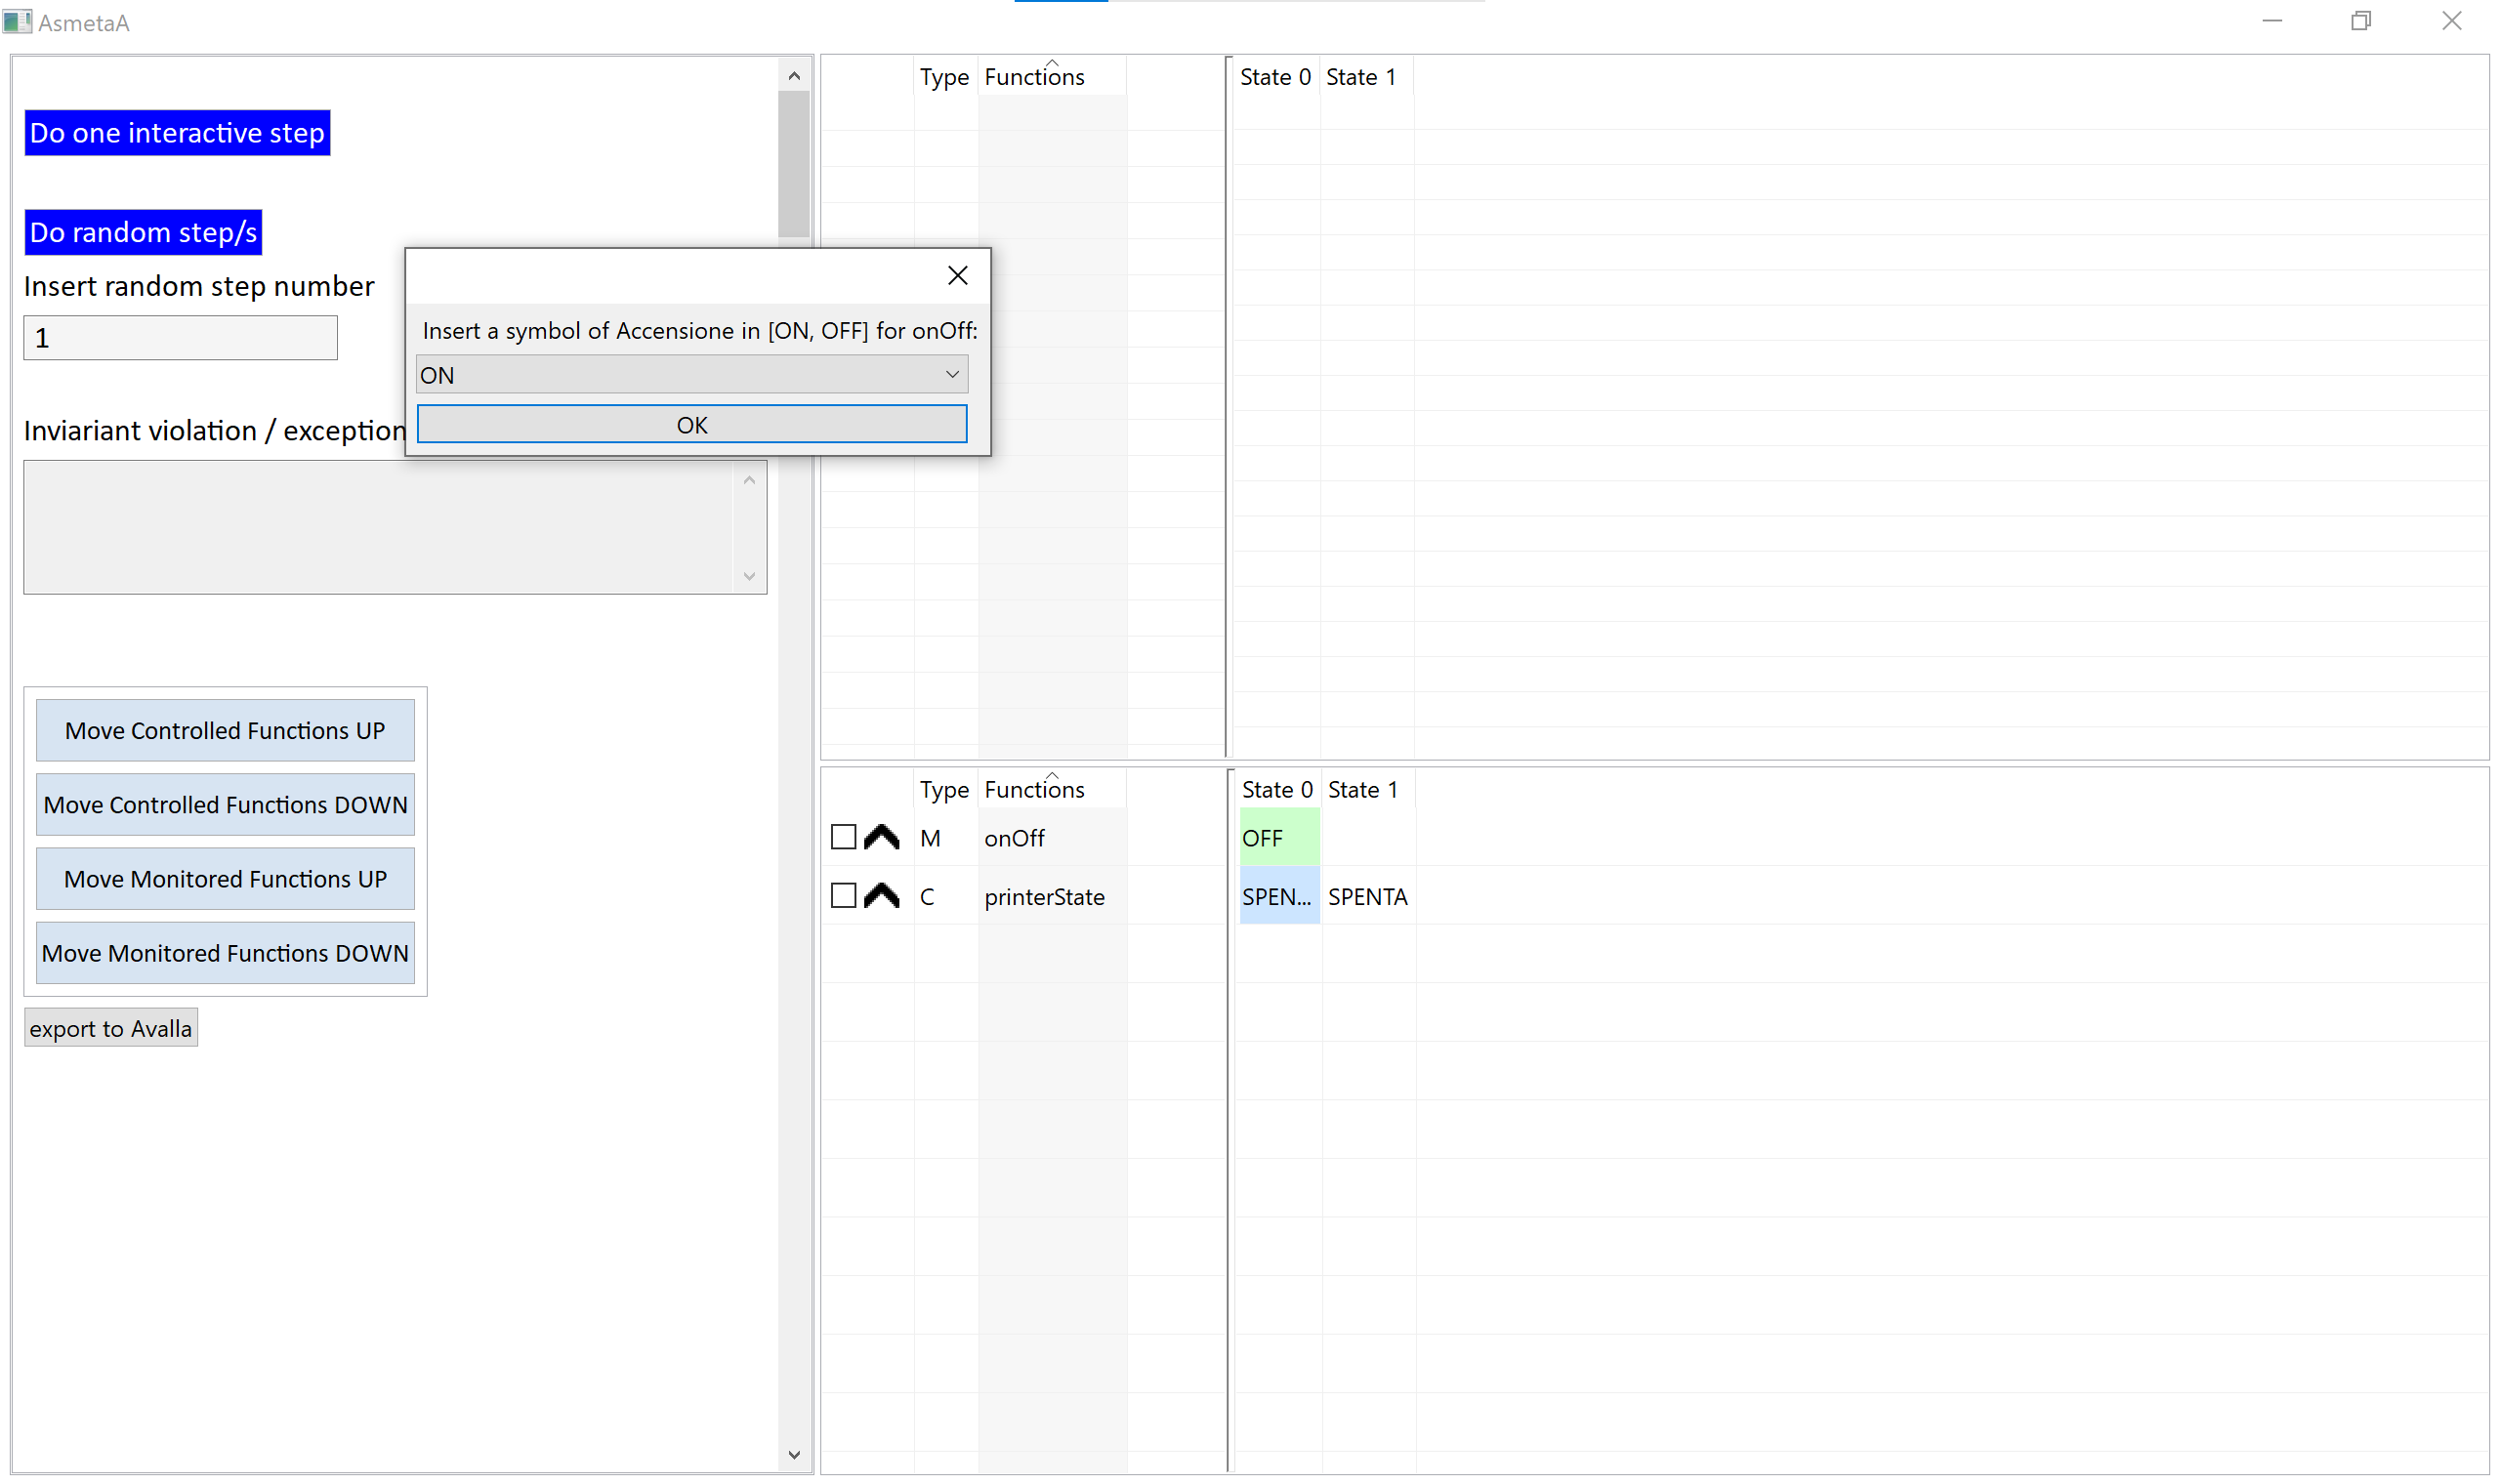 AsmetaA
Do one interactive step
Do random step/s
Insert random step number
1
Inviariant violation / exception
Move Controlled Functions UP
Move Controlled Functions DOWN
Move Monitored Functions UP
Move Monitored Functions DOWN
export to Avalla
Insert a symbol of Accensione in [ON, OFF] for onOff:
ON
OK
Type Functions State 0 State 1
Type Functions State 0 State 1
M onOff OFF
C printerState SPEN... SPENTA